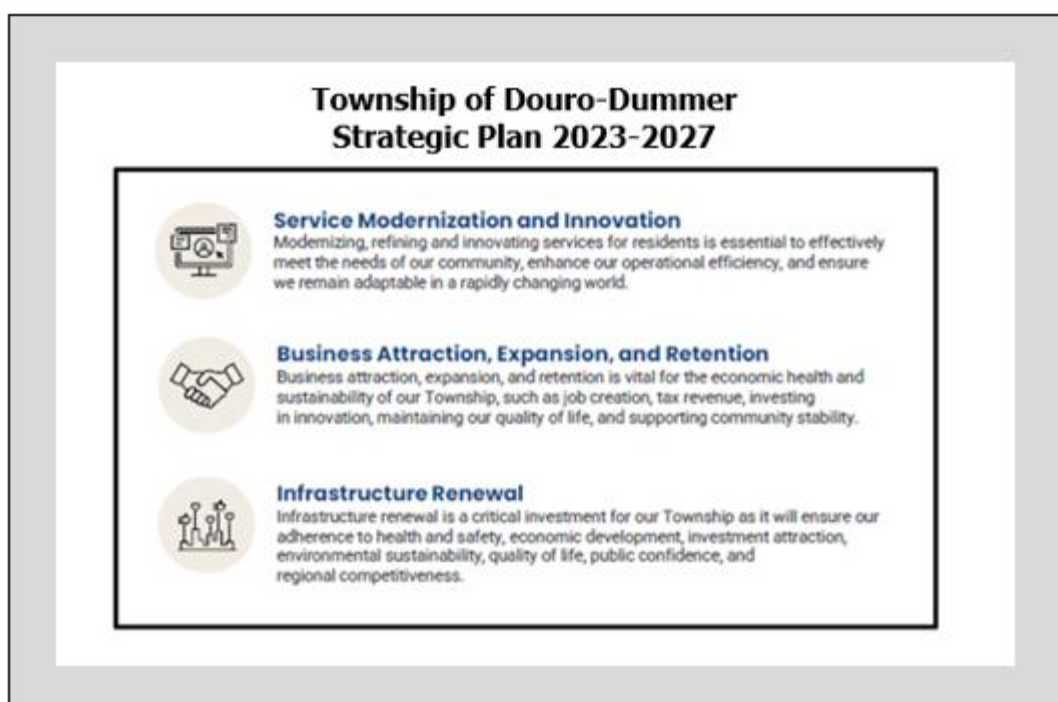 Township of Douro-Dummer
Strategic Plan 2023-2027
Service Modernization and Innovation
Modernizing, refining and innovating services for residents is essential to effectively
meet the needs of our community, enhance our operational efficiency, and ensure
we remain adaptable in a rapidly changing world.
Business Attraction, Expansion, and Retention
Business attraction, expansion, and retention is vital for the economic health and
sustainability of our Township, such as job creation, tax revenue, investing
in innovation, maintaining our quality of life, and supporting community stability.
Infrastructure Renewal
Infrastructure renewal is a critical investment for our Township as it will ensure our
adherence to health and safety, economic development, investment attraction,
environmental sustainability, quality of life, public confidence, and
regional competitiveness.